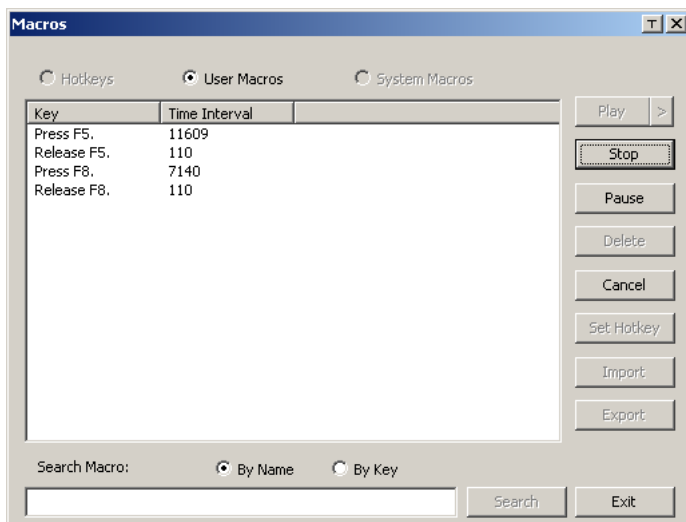 Macros
Hotkeys User Macros System Macros
Key Time Interval
Press F5. 11609
Release F5. 110
Press F8. 7140
Release F8. 110
Play >
Stop
Pause
Delete
Cancel
Set Hotkey
Import
Export
Search Macro: By Name By Key
Search Exit